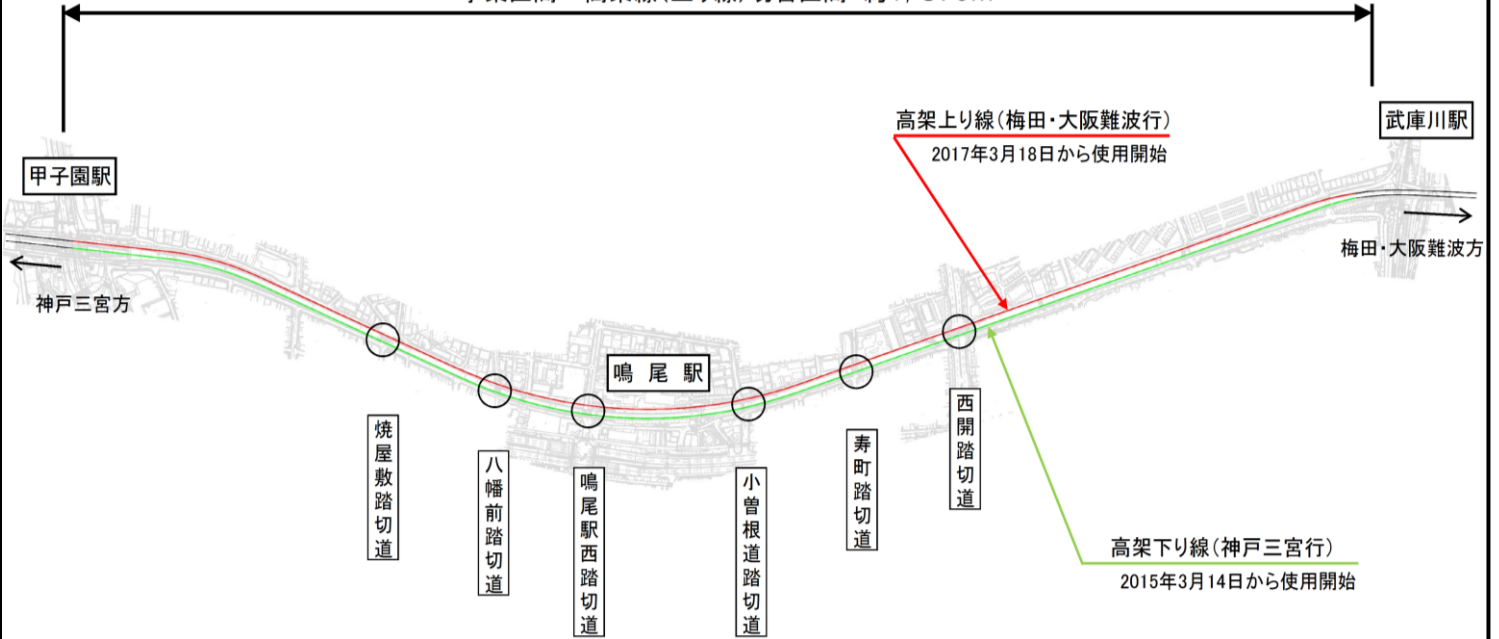 武庫川駅
高架上り線(梅田・大阪難波行)
2017年3月18日から使用開始
甲子園駅
梅田・大阪難波方
神戸三宮方
鳴尾駅
焼屋敷踏切道
八幡前踏切道
鳴尾駅西踏切道
小曽根道踏切道
寿町踏切道
西開踏切道
高架下り線(神戸三宮行)
2015年3月14日から使用開始